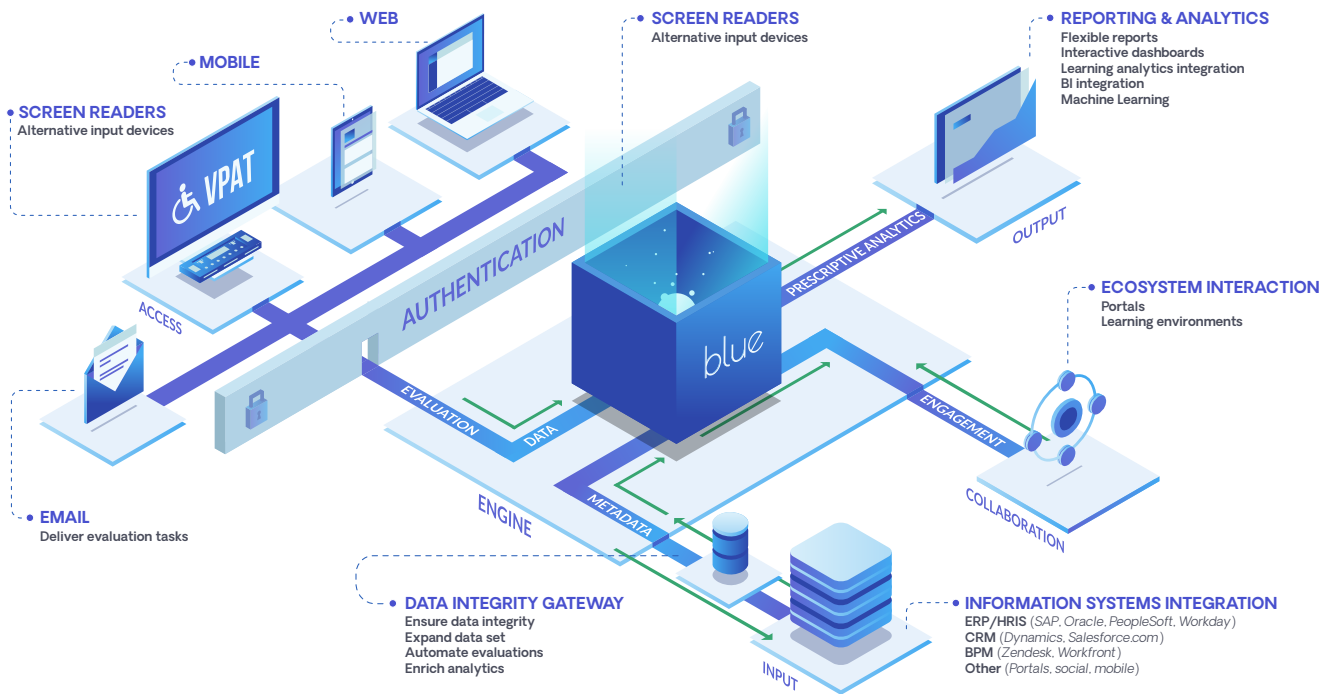 WEB
MOBILE
SCREEN READERS
Alternative input devices
SCREEN READERS
Alternative input devices
REPORTING & ANALYTICS
Flexible reports
Interactive dashboards
Learning analytics integration
BI integration
Machine Learning
VPAT
ACCESS
AUTHENTICATION
PRESCRIPTIVE ANALYTICS
OUTPUT
ECOSYSTEM INTERACTION
Portals
Learning environments
blue
EVALUATION
DATA
ENGAGEMENT
METADATA
ENGINE
COLLABORATION
EMAIL
Deliver evaluation tasks
DATA INTEGRITY GATEWAY
Ensure data integrity
Expand data set
Automate evaluations
Enrich analytics
INPUT
INFORMATION SYSTEMS INTEGRATION
ERP/HRIS (SAP, Oracle, PeopleSoft, Workday)
CRM (Dynamics, Salesforce.com)
BPM (Zendesk, Workfront)
Other (Portals, social, mobile)